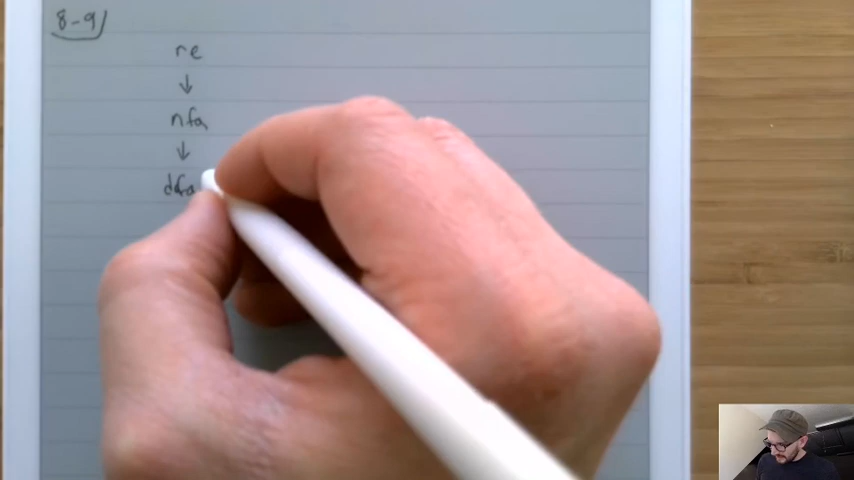 8-9
re
↓
nfa
↓
dfa